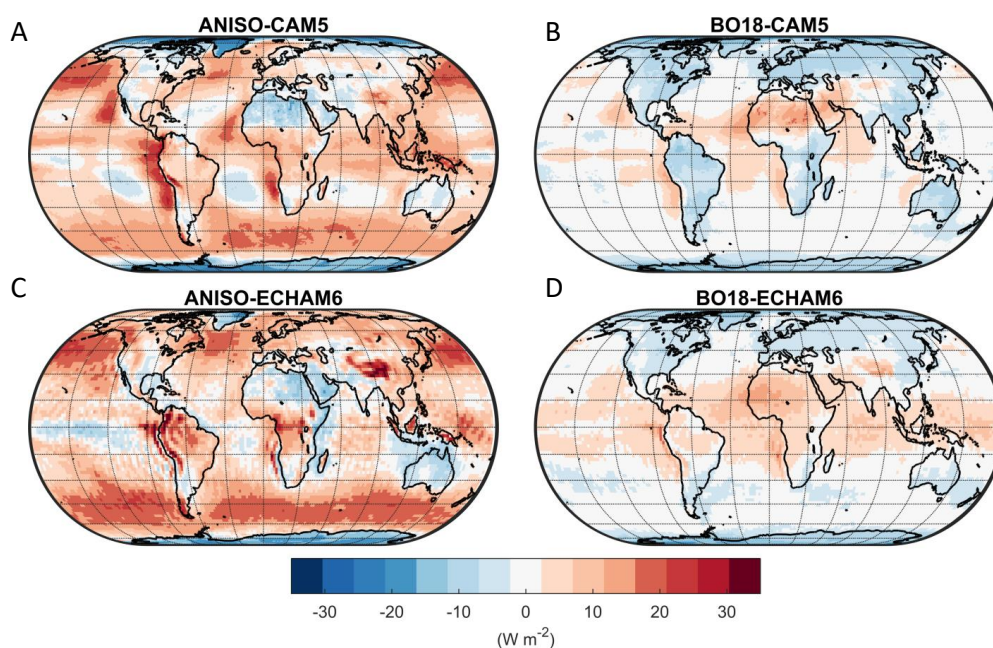 A
ANISO-CAM5
B
BO18-CAM5
C
ANISO-ECHAM6
D
BO18-ECHAM6
-30 -20 -10 0 10 20 30
(W m⁻²)